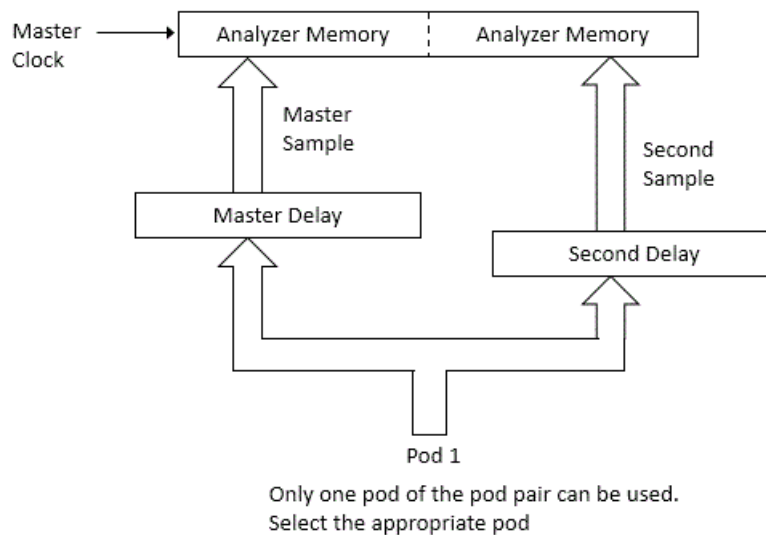 Master
Clock
Analyzer Memory
Analyzer Memory
Master
Sample
Second
Sample
Master Delay
Second Delay
Pod 1
Only one pod of the pod pair can be used.
Select the appropriate pod